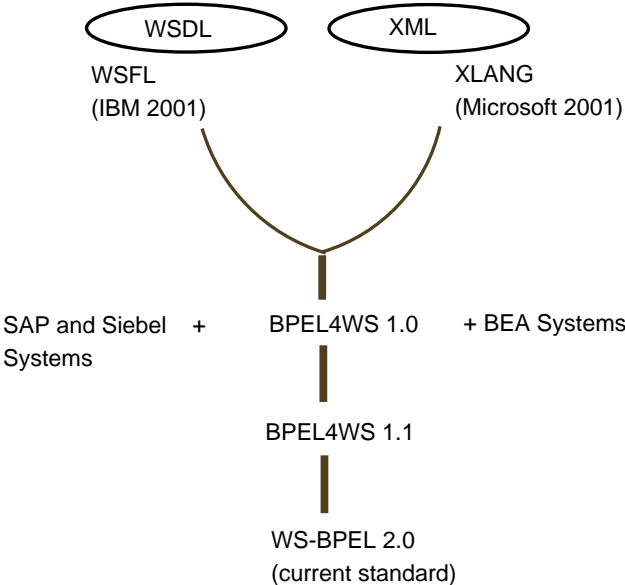 WSDL XML
WSFL
(IBM 2001)
XLANG
(Microsoft 2001)
SAP and Siebel + BPEL4WS 1.0 + BEA Systems
Systems
BPEL4WS 1.1
WS-BPEL 2.0
(current standard)